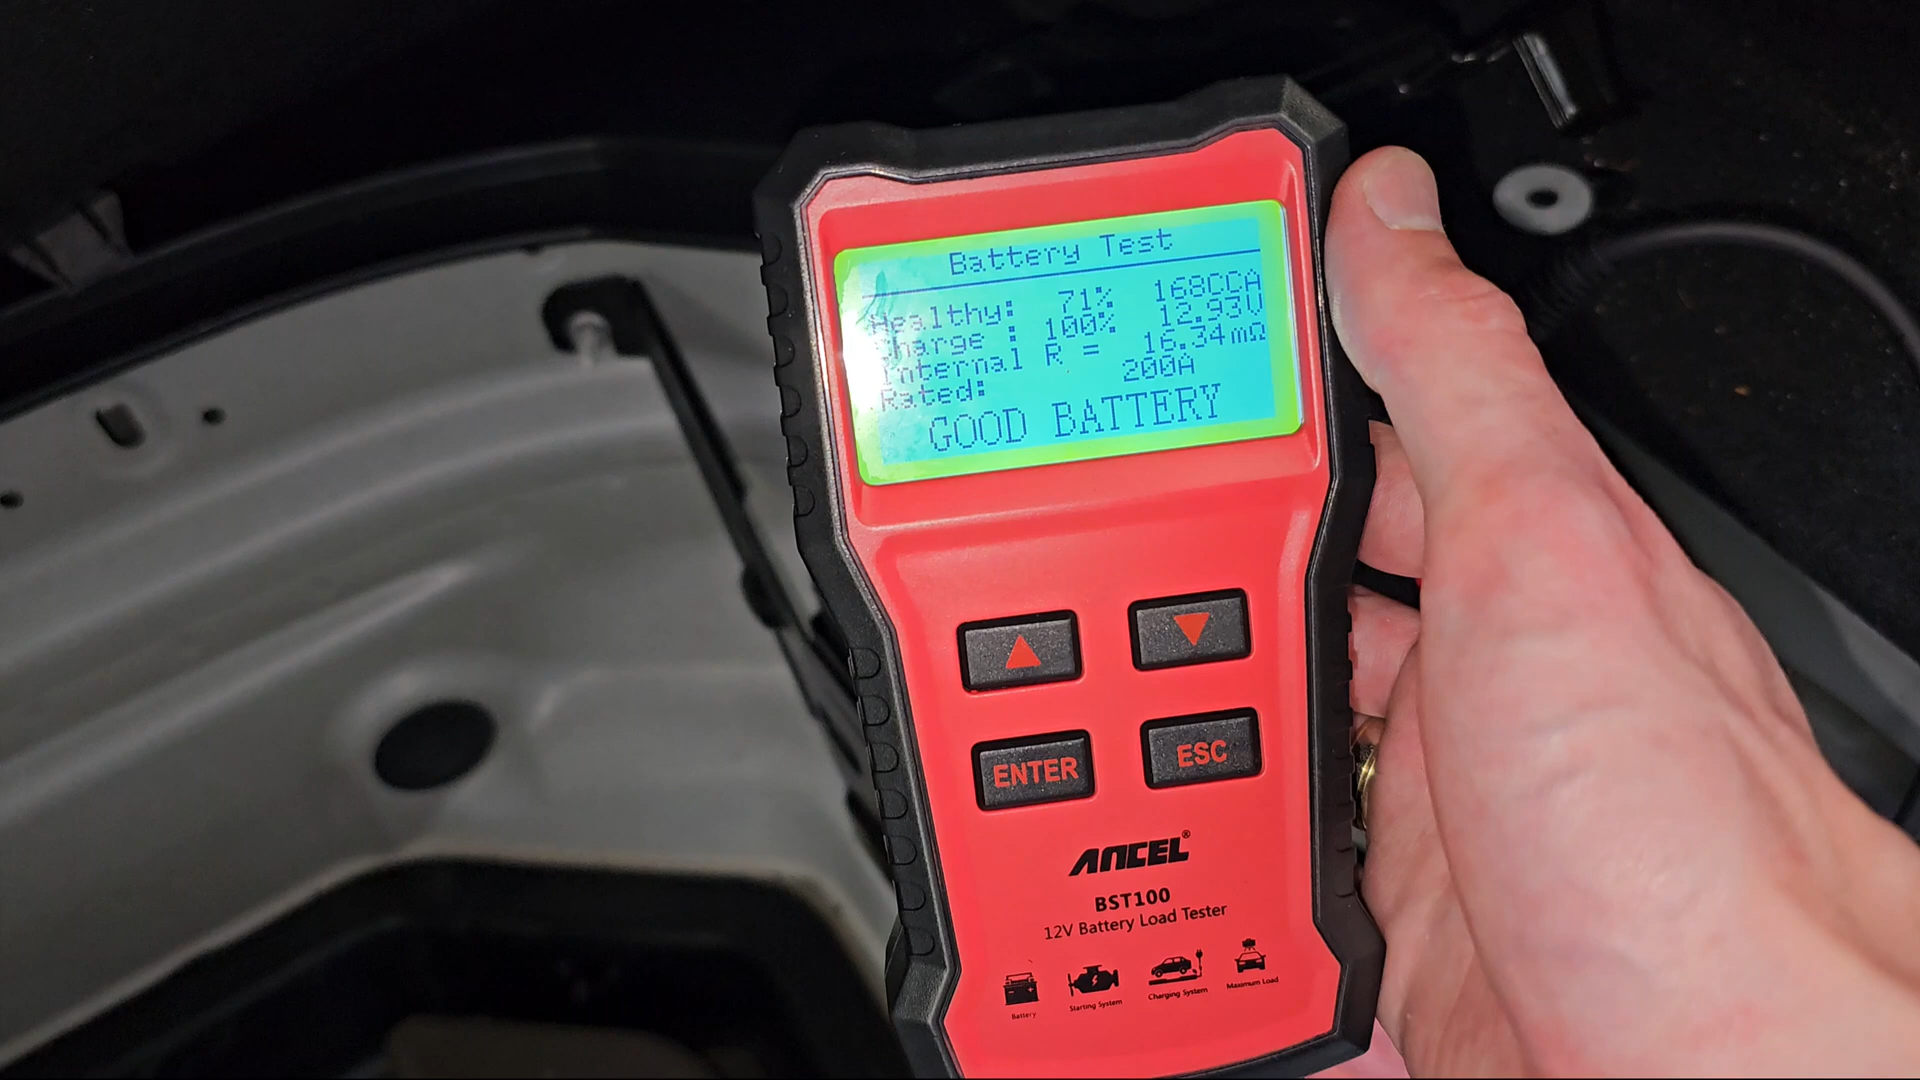 Battery Test
Healthy: 71% 168CCA
Charge : 100% 12.93V
Internal R = 16.34mΩ
Rated: 200A
GOOD BATTERY
ENTER
ESC
ANCEL®
BST100
12V Battery Load Tester
Battery
Starting System
Charging System
Maximum Load